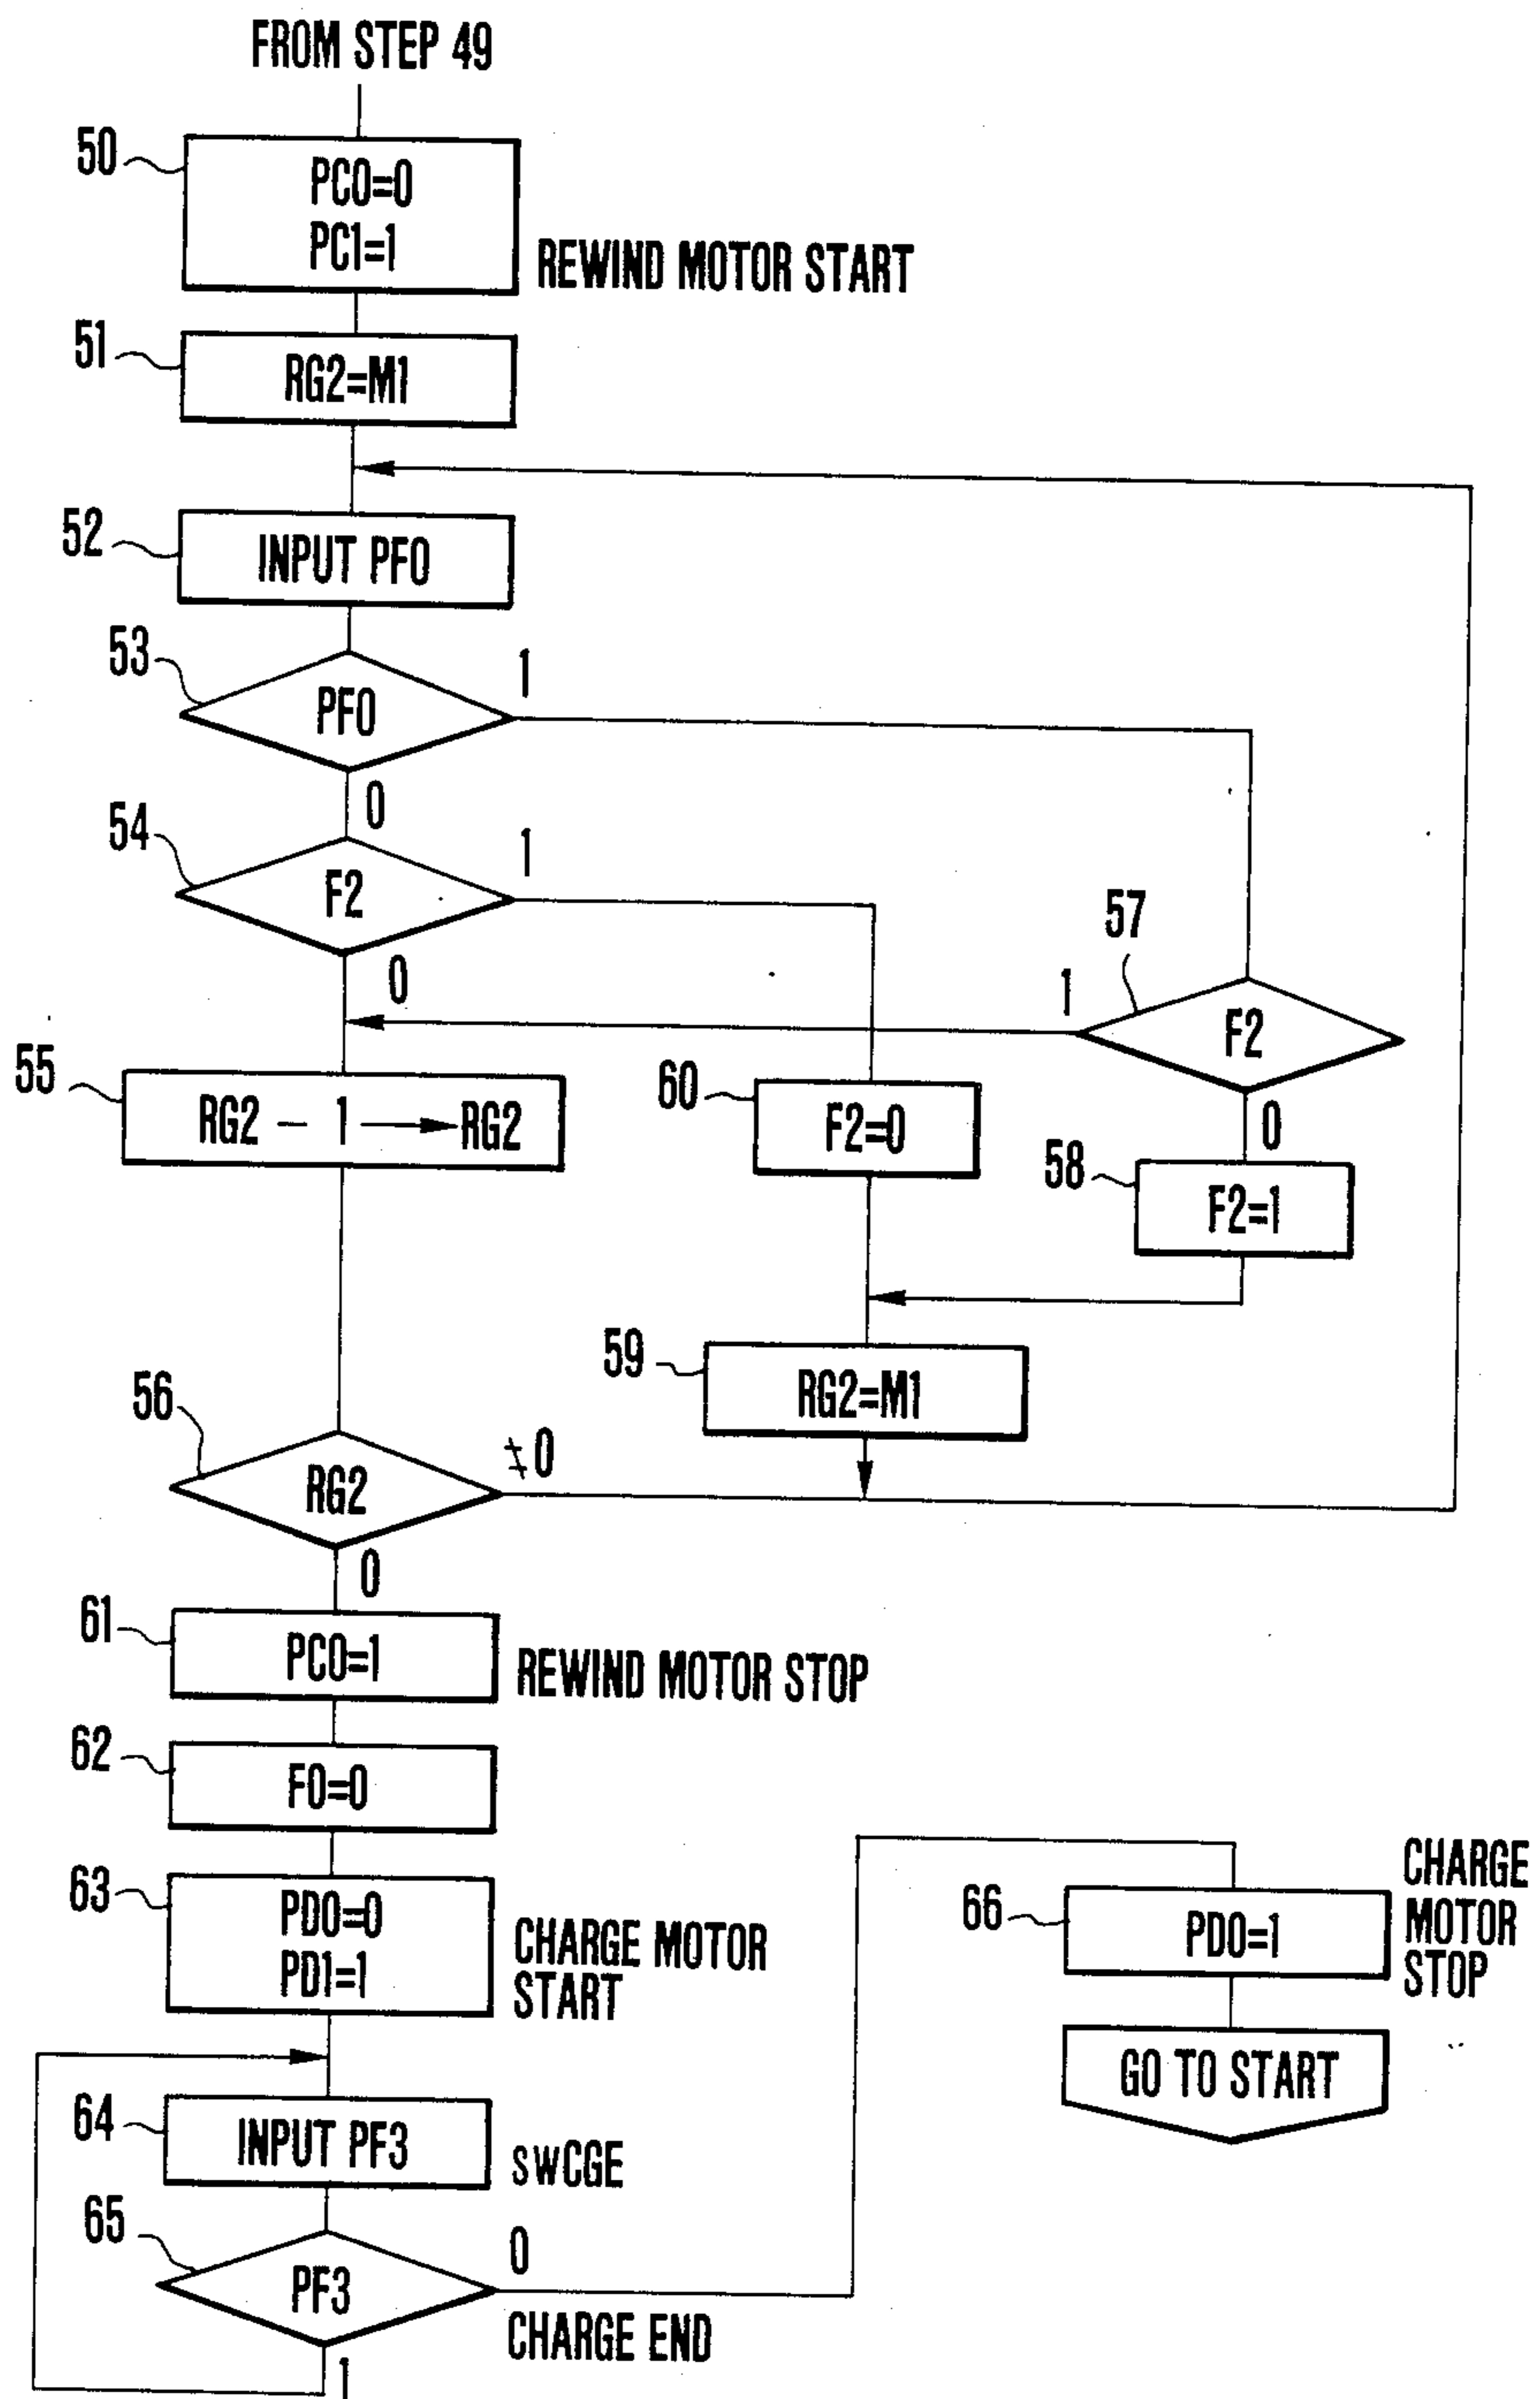 FROM STEP 49
50
PC0=0
PC1=1
REWIND MOTOR START
51
RG2=M1
52
INPUT PF0
53
PF0
1
0
54
F2
1
0
57
F2
1
0
55
RG2 - 1 → RG2
60
F2=0
58
F2=1
59
RG2=M1
56
RG2
≠0
0
61
PC0=1
REWIND MOTOR STOP
62
F0=0
63
PD0=0
PD1=1
CHARGE MOTOR
START
64
INPUT PF3
SWCGE
65
PF3
0
CHARGE END
1
66
PD0=1
CHARGE
MOTOR
STOP
GO TO START